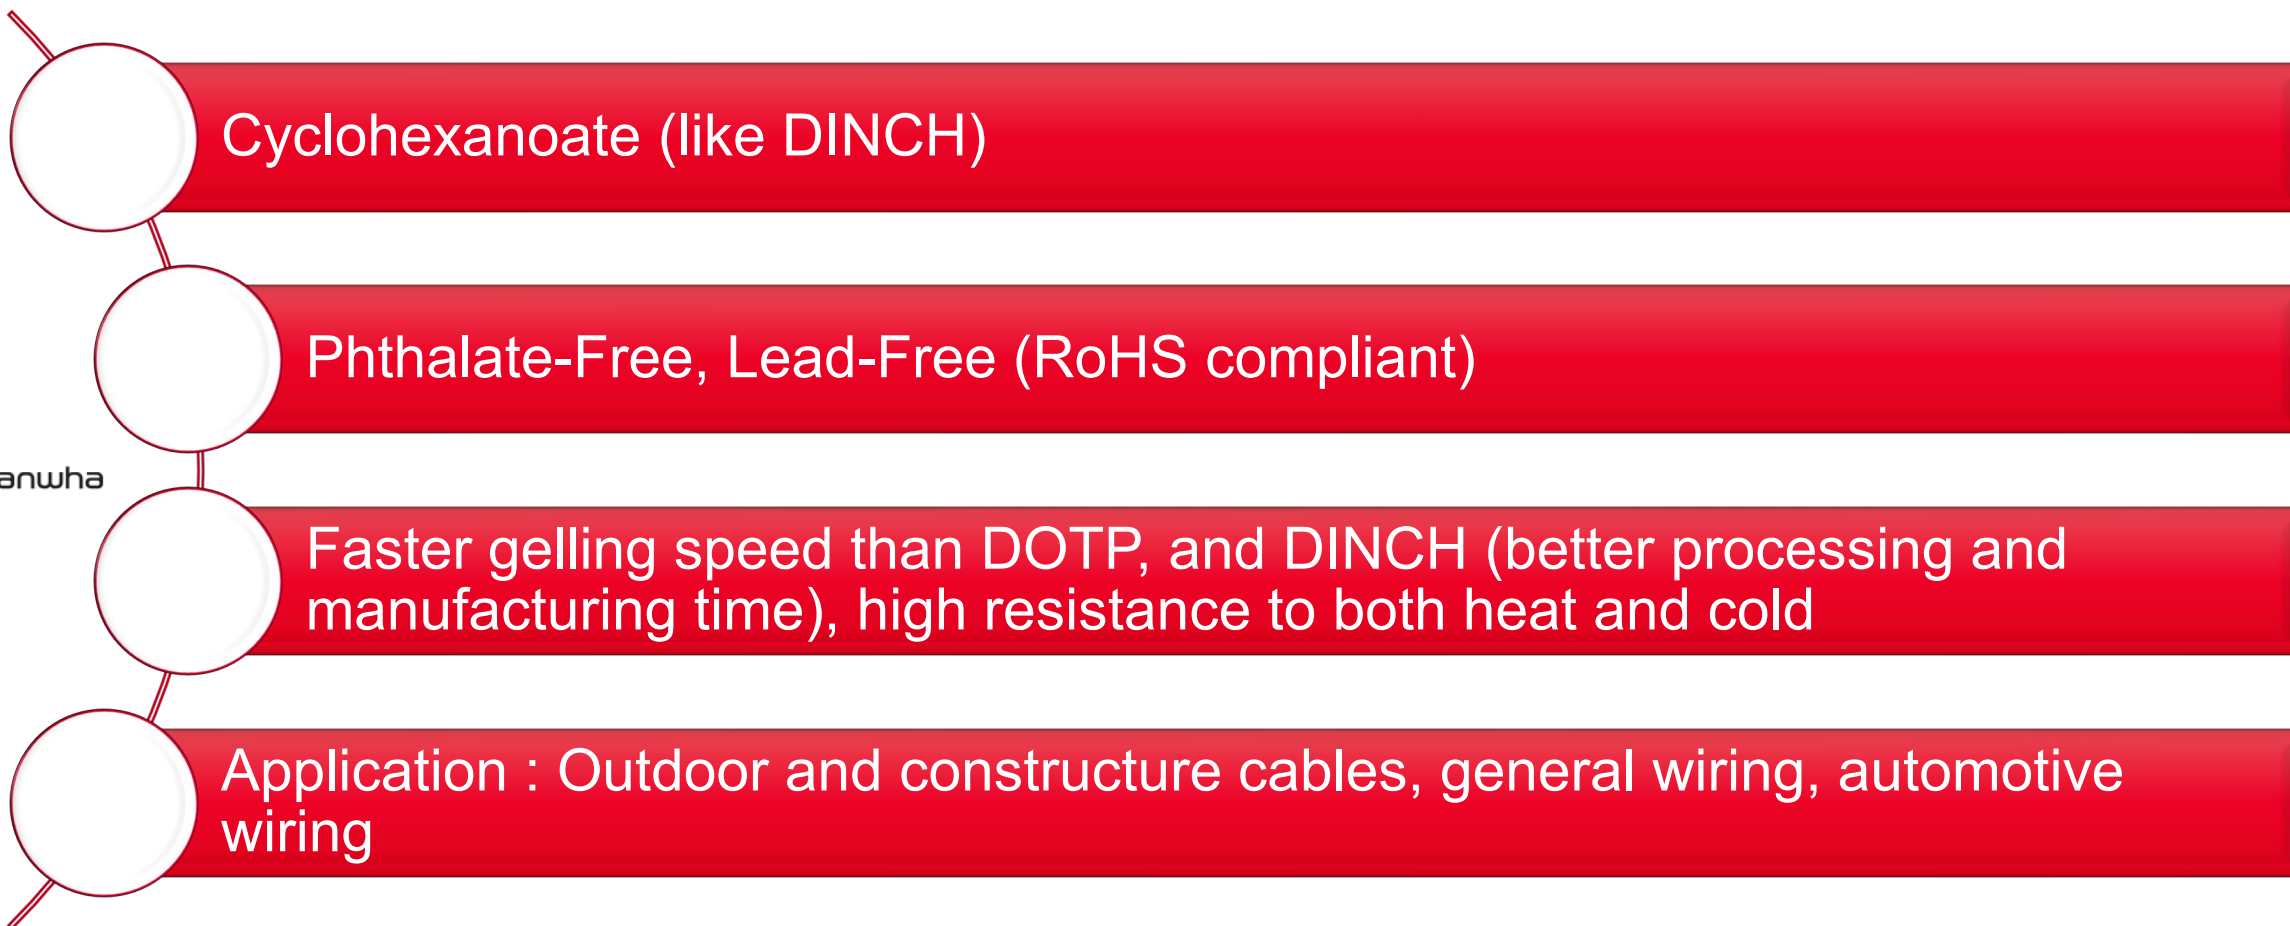 Cyclohexanoate (like DINCH)
Phthalate-Free, Lead-Free (RoHS compliant)
anwha
Faster gelling speed than DOTP, and DINCH (better processing and
manufacturing time), high resistance to both heat and cold
Application : Outdoor and constructure cables, general wiring, automotive
wiring